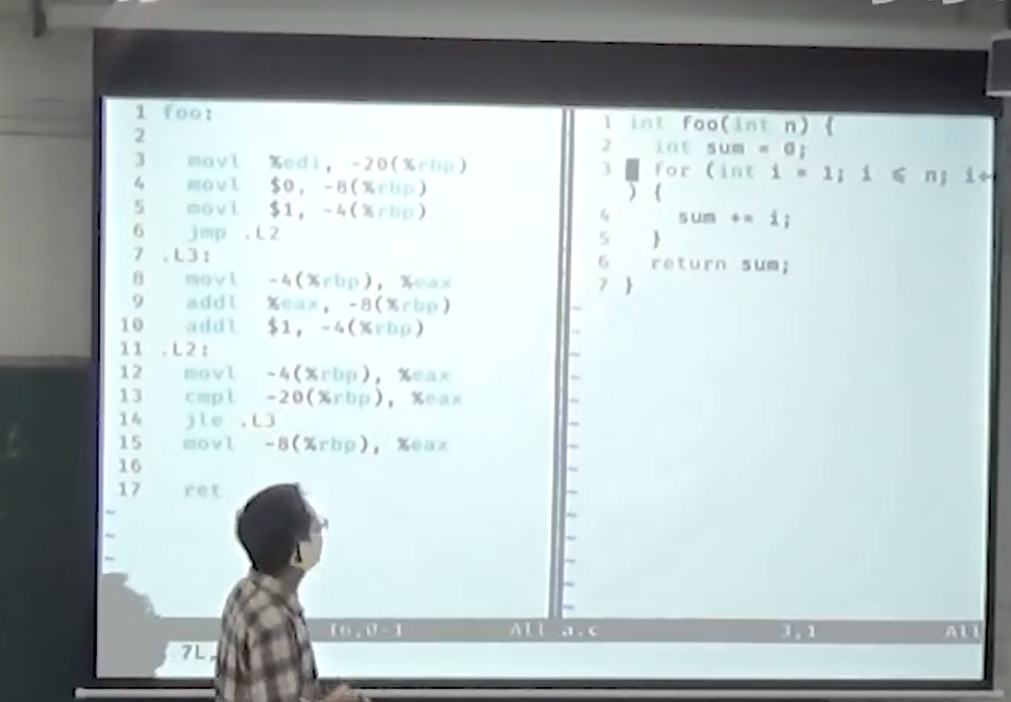 1 foo:
2
3 movl %edi, -20(%rbp)
4 movl $0, -8(%rbp)
5 movl $1, -4(%rbp)
6 jmp .L2
7 .L3:
8 movl -4(%rbp), %eax
9 addl %eax, -8(%rbp)
10 addl $1, -4(%rbp)
11 .L2:
12 movl -4(%rbp), %eax
13 cmpl -20(%rbp), %eax
14 jle .L3
15 movl -8(%rbp), %eax
16
17 ret
~
~
~
16,0-1 All
7L,
1 int foo(int n) {
2 int sum = 0;
3 for (int i = 1; i ≤ n; i+
) {
4 sum += i;
5 }
6 return sum;
7 }
~
~
~
~
~
~
~
~
~
~
~
~
~
~
a.c 3,1 All